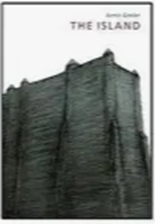 Armin Greder
THE ISLAND